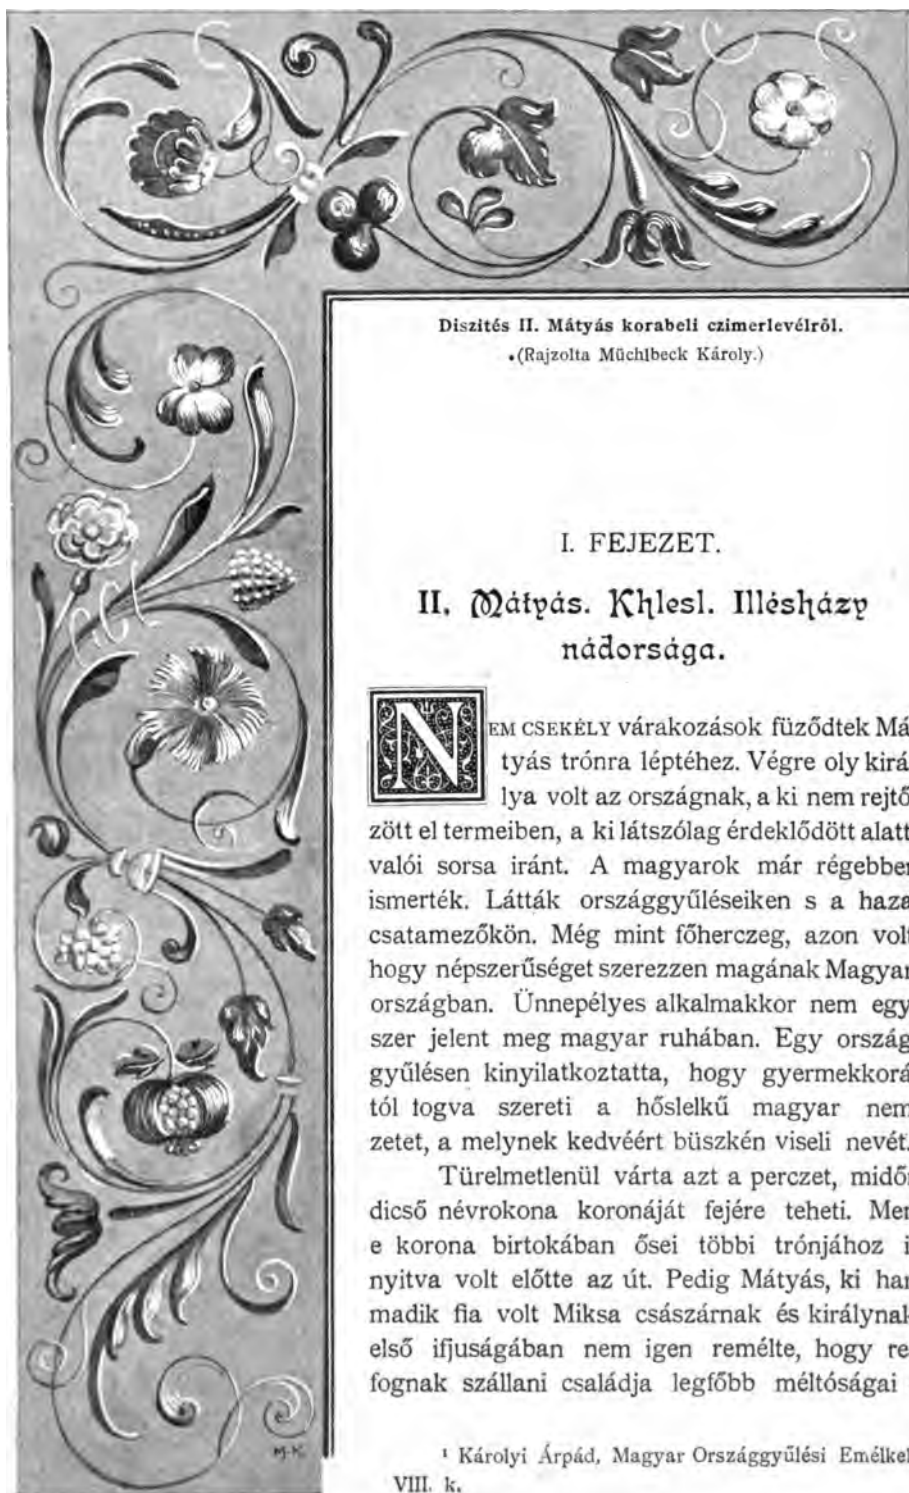 Diszités II. Mátyás korabeli czimerlevélről.
(Rajzolta Müchlbeck Károly.)
I. FEJEZET.
II. Mátyás. Khlesl. Illésházy
nádorsága.
NEM CSEKÉLY várakozások füződtek Má
tyás trónra léptéhez. Végre oly kirá
lya volt az országnak, a ki nem rejtő
zött el termeiben, a ki látszólag érdeklődött alatt
valói sorsa iránt. A magyarok már régebben
ismerték. Látták országgyűléseiken s a haza
csatamezőkön. Még mint főherczeg, azon volt
hogy népszerűséget szerezzen magának Magyar
országban. Ünnepélyes alkalmakkor nem egy
szer jelent meg magyar ruhában. Egy ország
gyűlésen kinyilatkoztatta, hogy gyermekkorá
tól togva szereti a hőslelkű magyar nem
zetet, a melynek kedvéért büszkén viseli nevét.
Türelmetlenül várta azt a perczet, midőn
dicső névrokona koronáját fejére teheti. Mer
e korona birtokában ősei többi trónjához i
nyitva volt előtte az út. Pedig Mátyás, ki har
madik fia volt Miksa császárnak és királynak
első ifjuságában nem igen remélte, hogy re
fognak szállani családja legfőbb méltóságai
¹ Károlyi Árpád, Magyar Országgyűlési Emélkek
VIII. k.
M·K